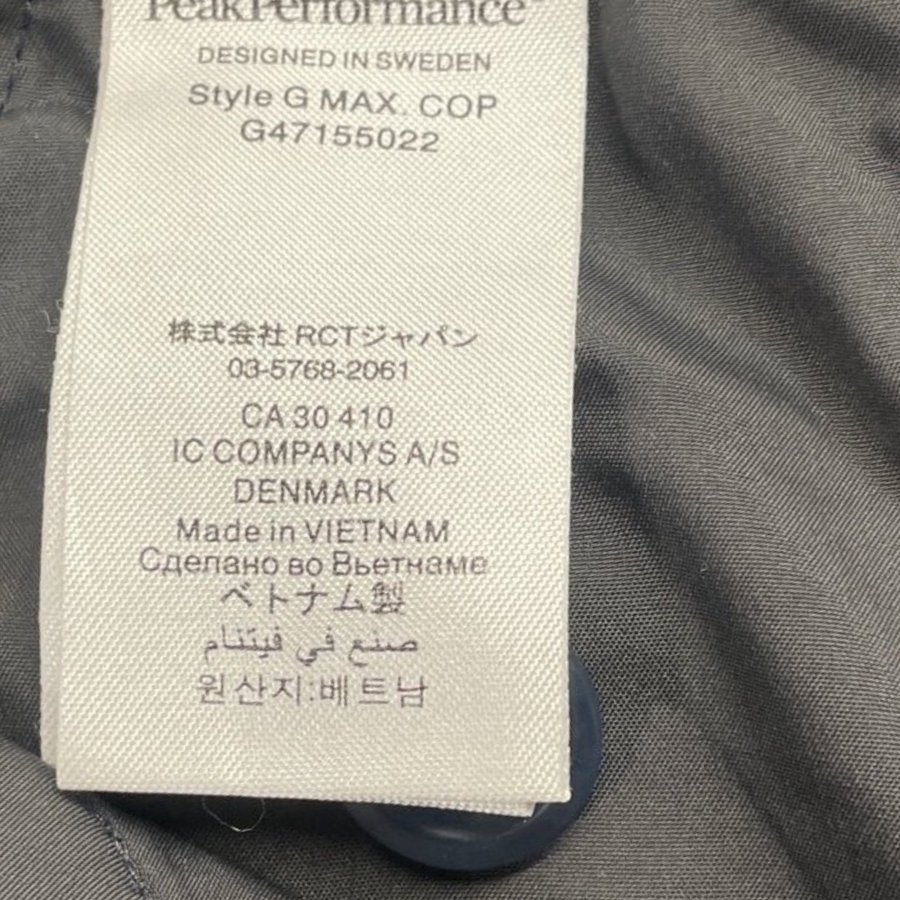 PeakPerformance
DESIGNED IN SWEDEN
Style G MAX. COP
G47155022
株式会社 RCTジャパン
03-5768-2061
CA 30 410
IC COMPANYS A/S
DENMARK
Made in VIETNAM
Сделано во Вьетнаме
ベトナム製
صنع في فيتنام
원산지:베트남